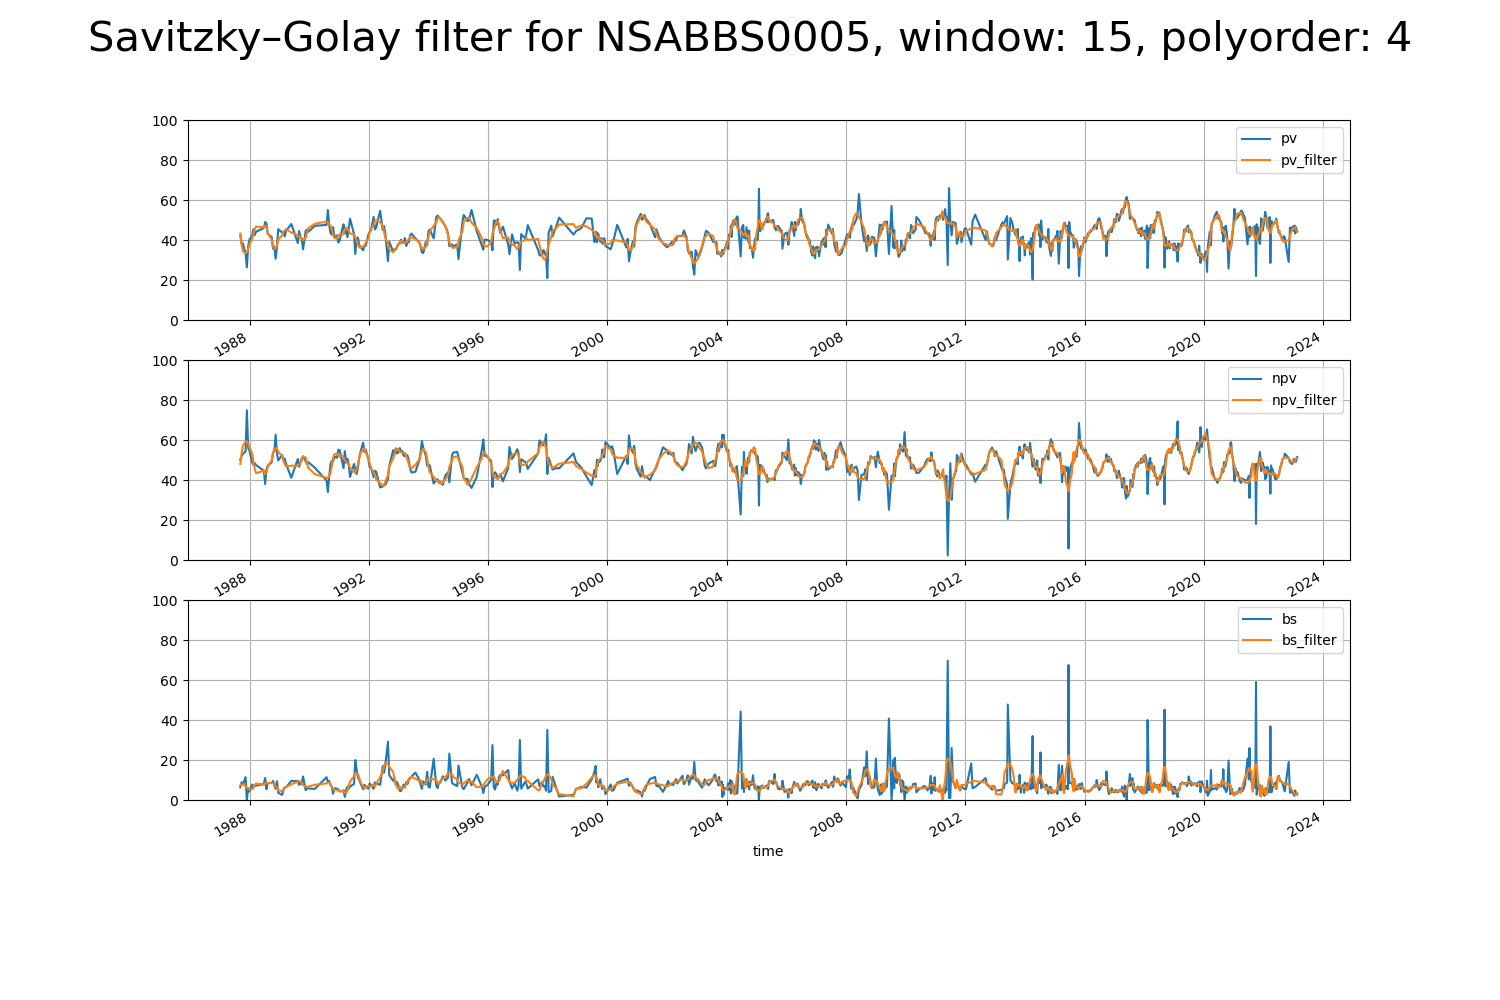 Savitzky–Golay filter for NSABBS0005, window: 15, polyorder: 4
100
80
60
40
20
0
pv
pv_filter
1988 1992 1996 2000 2004 2008 2012 2016 2020 2024
100
80
60
40
20
0
npv
npv_filter
1988 1992 1996 2000 2004 2008 2012 2016 2020 2024
100
80
60
40
20
0
bs
bs_filter
1988 1992 1996 2000 2004 2008 2012 2016 2020 2024
time